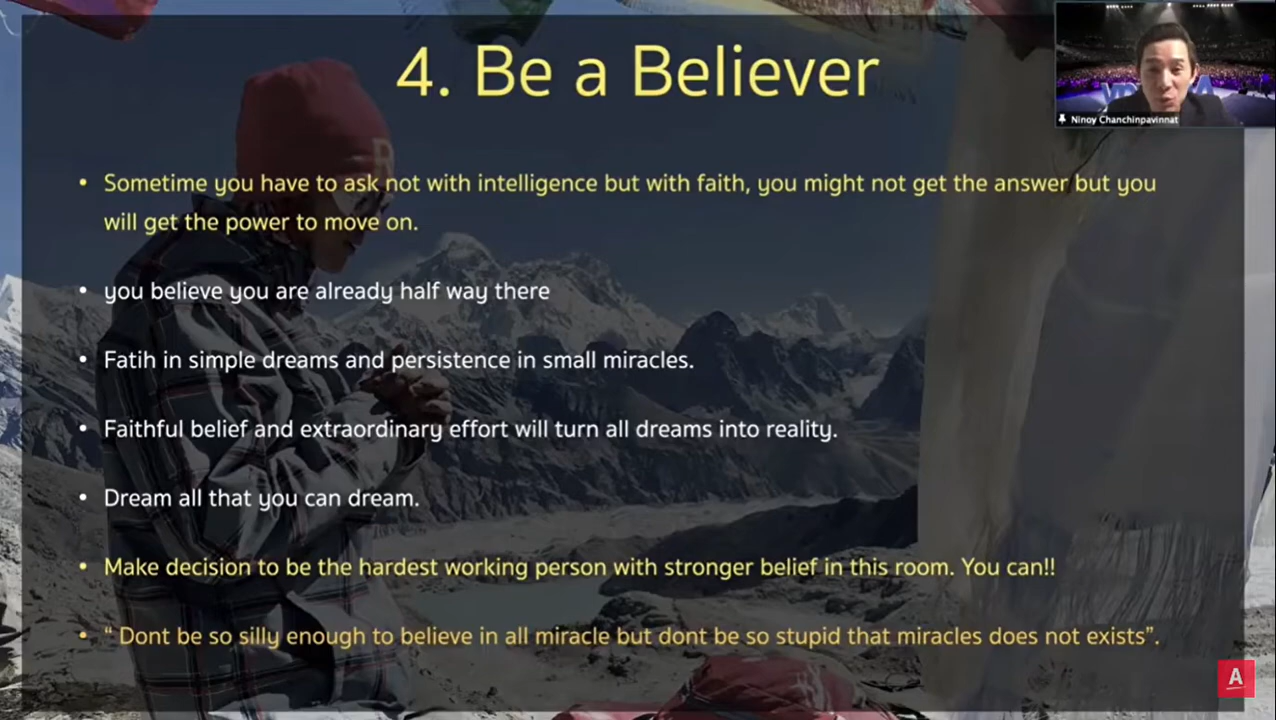 4. Be a Believer
Ninoy Chanchinpavinnat
• Sometime you have to ask not with intelligence but with faith, you might not get the answer but you
will get the power to move on.
• you believe you are already half way there
• Fatih in simple dreams and persistence in small miracles.
• Faithful belief and extraordinary effort will turn all dreams into reality.
• Dream all that you can dream.
• Make decision to be the hardest working person with stronger belief in this room. You can!!
• “ Dont be so silly enough to believe in all miracle but dont be so stupid that miracles does not exists”.
A